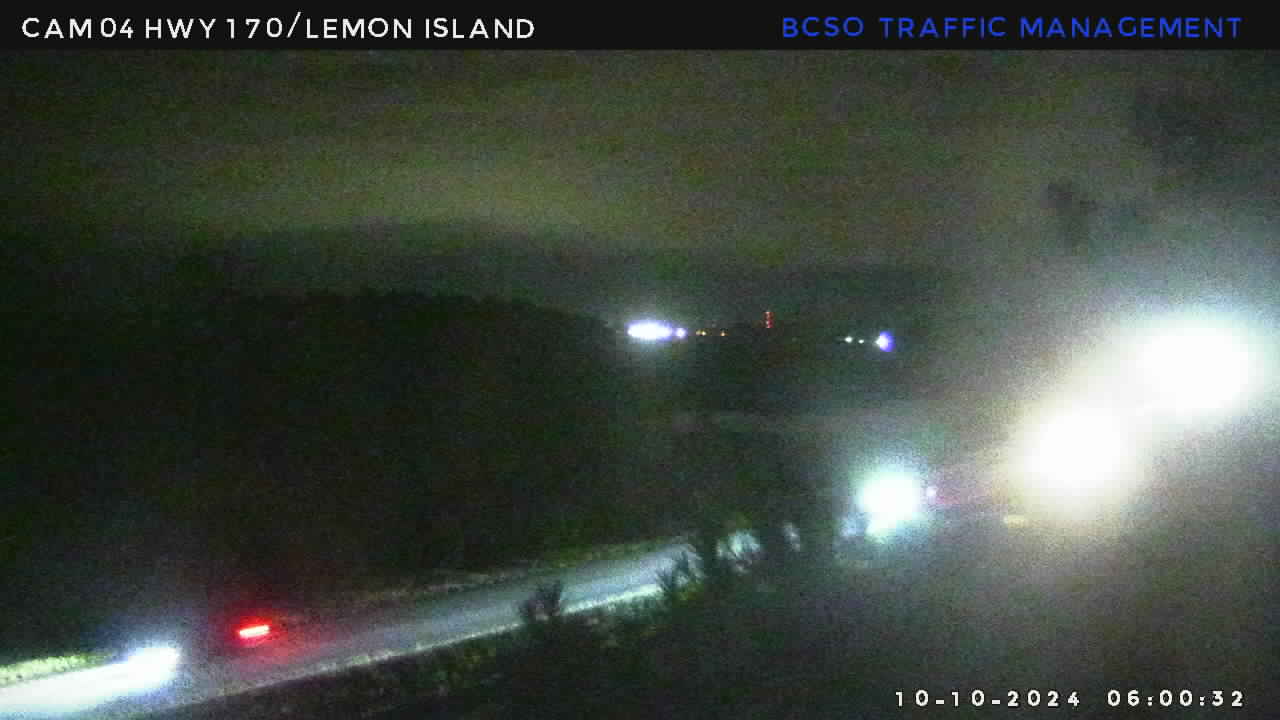 CAM04 HWY170/LEMON ISLAND
BCSO TRAFFIC MANAGEMENT
10-10-2024 06:00:32